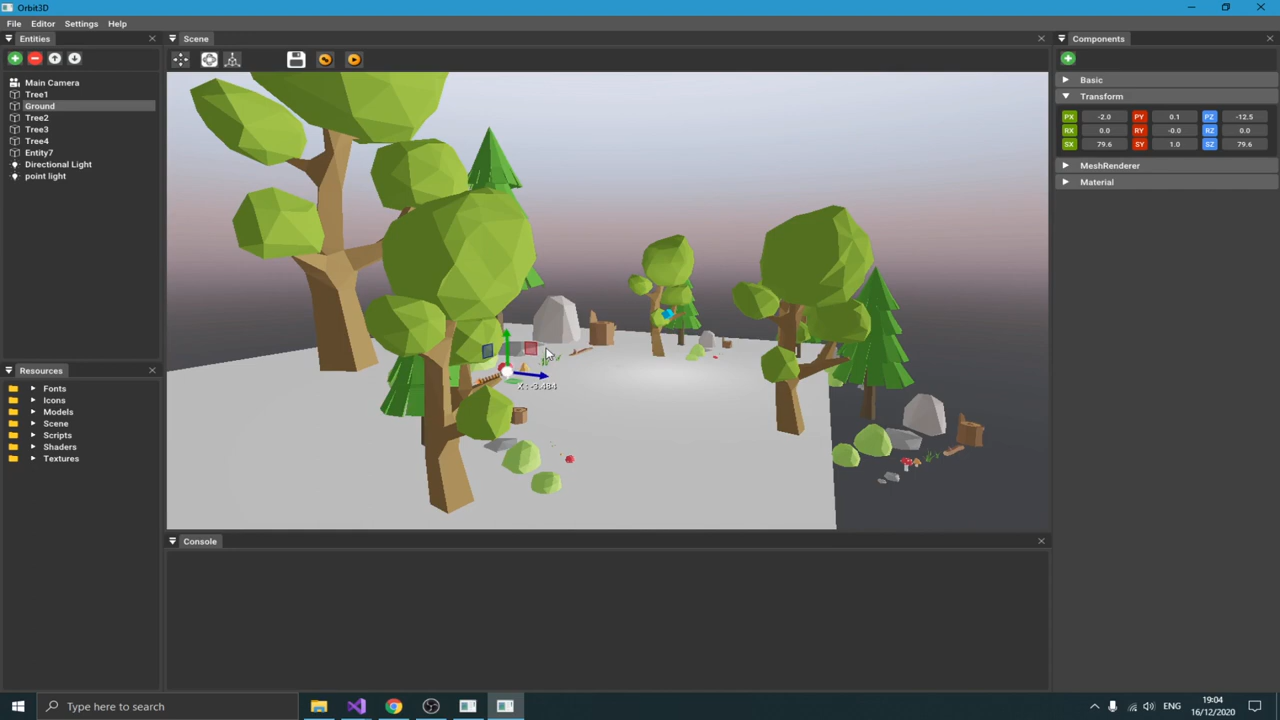 Orbit3D
File Editor Settings Help
Entities
Main Camera
Tree1
Ground
Tree2
Tree3
Tree4
Entity7
Directional Light
point light
Resources
Fonts
Icons
Models
Scene
Scripts
Shaders
Textures
Scene
X : -3.484
Console
Components
Basic
Transform
PX -2.0 PY 0.1 PZ -12.5
RX 0.0 RY -0.0 RZ 0.0
SX 79.6 SY 1.0 SZ 79.6
MeshRenderer
Material
Type here to search
ENG
19:04
16/12/2020